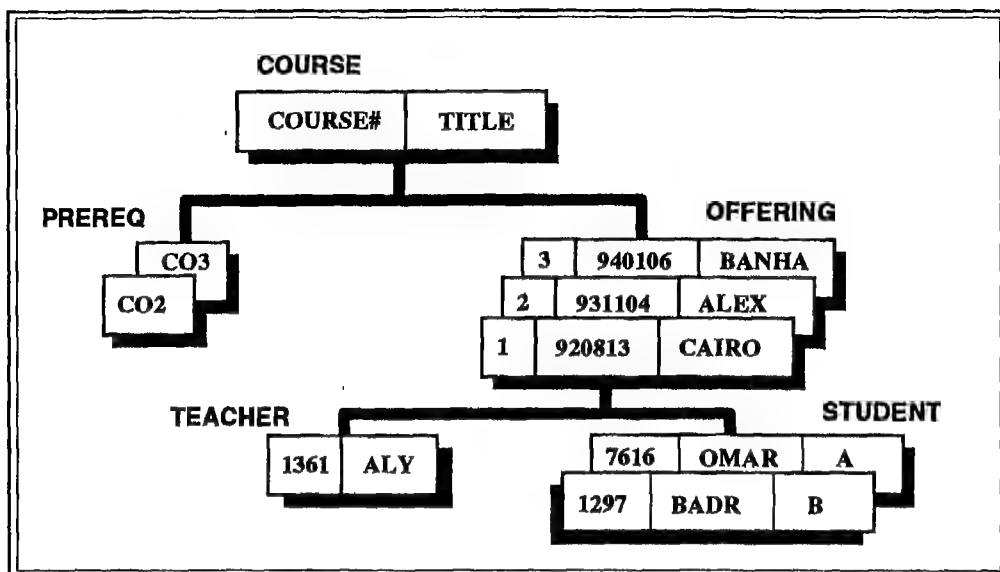 COURSE
COURSE# TITLE
PREREQ
OFFERING
CO3
CO2
3 940106 BANHA
2 931104 ALEX
1 920813 CAIRO
TEACHER
STUDENT
1361 ALY
7616 OMAR A
1297 BADR B